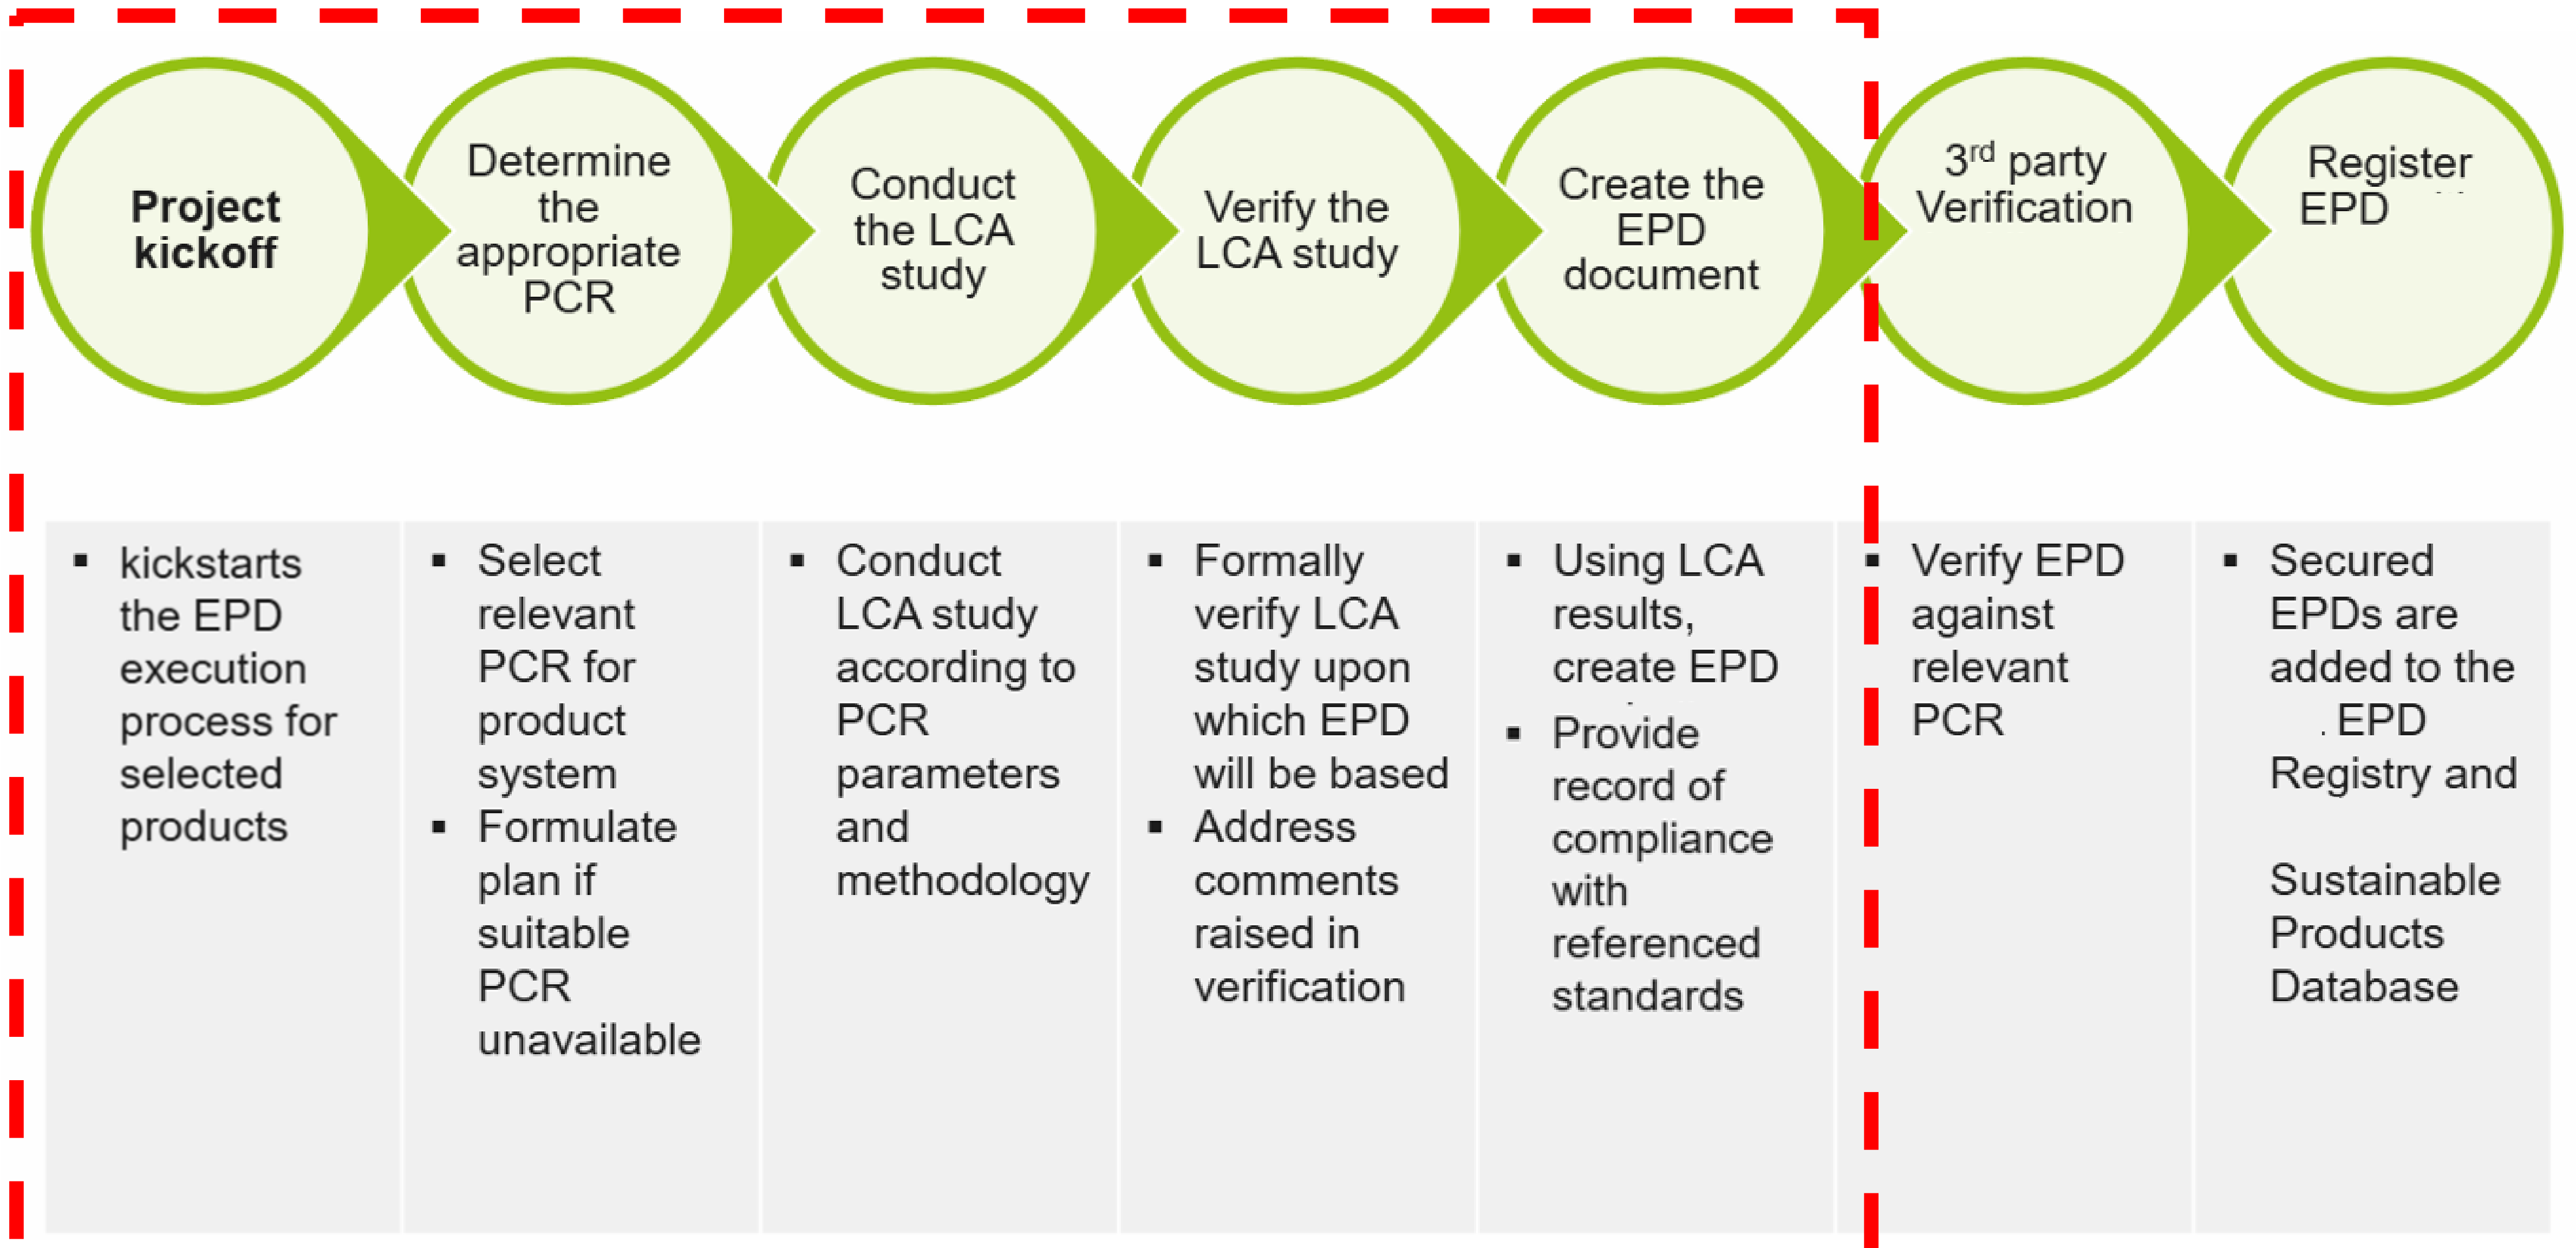 Project
kickoff
Determine
the
appropriate
PCR
Conduct
the LCA
study
Verify the
LCA study
Create the
EPD
document
3rd party
Verification
Register
EPD
▪ kickstarts
the EPD
execution
process for
selected
products
▪ Select
relevant
PCR for
product
system
▪ Formulate
plan if
suitable
PCR
unavailable
▪ Conduct
LCA study
according to
PCR
parameters
and
methodology
▪ Formally
verify LCA
study upon
which EPD
will be based
▪ Address
comments
raised in
verification
▪ Using LCA
results,
create EPD
▪ Provide
record of
compliance
with
referenced
standards
▪ Verify EPD
against
relevant
PCR
▪ Secured
EPDs are
added to the
. EPD
Registry and
Sustainable
Products
Database